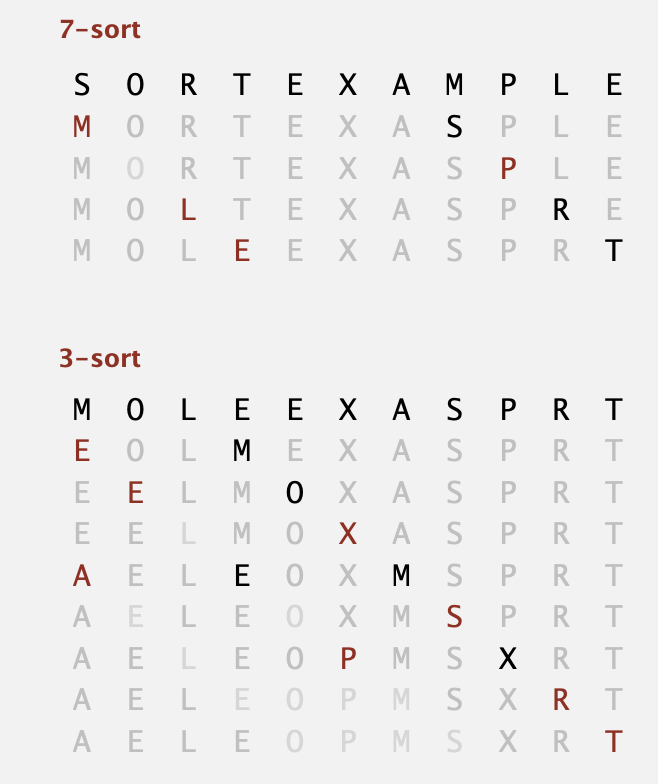 7-sort
S O R T E X A M P L E
M O R T E X A S P L E
M O R T E X A S P L E
M O L T E X A S P R E
M O L E E X A S P R T
3-sort
M O L E E X A S P R T
E O L M E X A S P R T
E E L M O X A S P R T
E E L M O X A S P R T
A E L E O X M S P R T
A E L E O X M S P R T
A E L E O P M S X R T
A E L E O P M S X R T
A E L E O P M S X R T